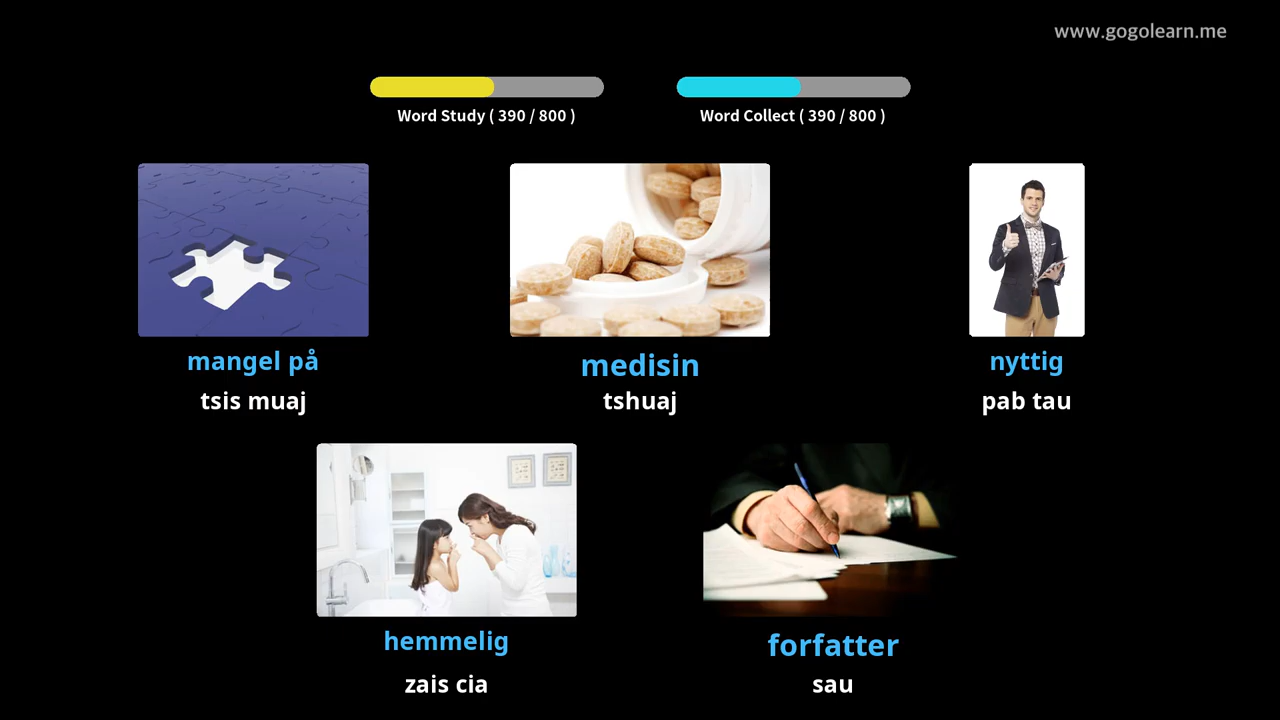 www.gogolearn.me
Word Study ( 390 / 800 )
Word Collect ( 390 / 800 )
mangel på
medisin
nyttig
tsis muaj
tshuaj
pab tau
hemmelig
forfatter
zais cia
sau